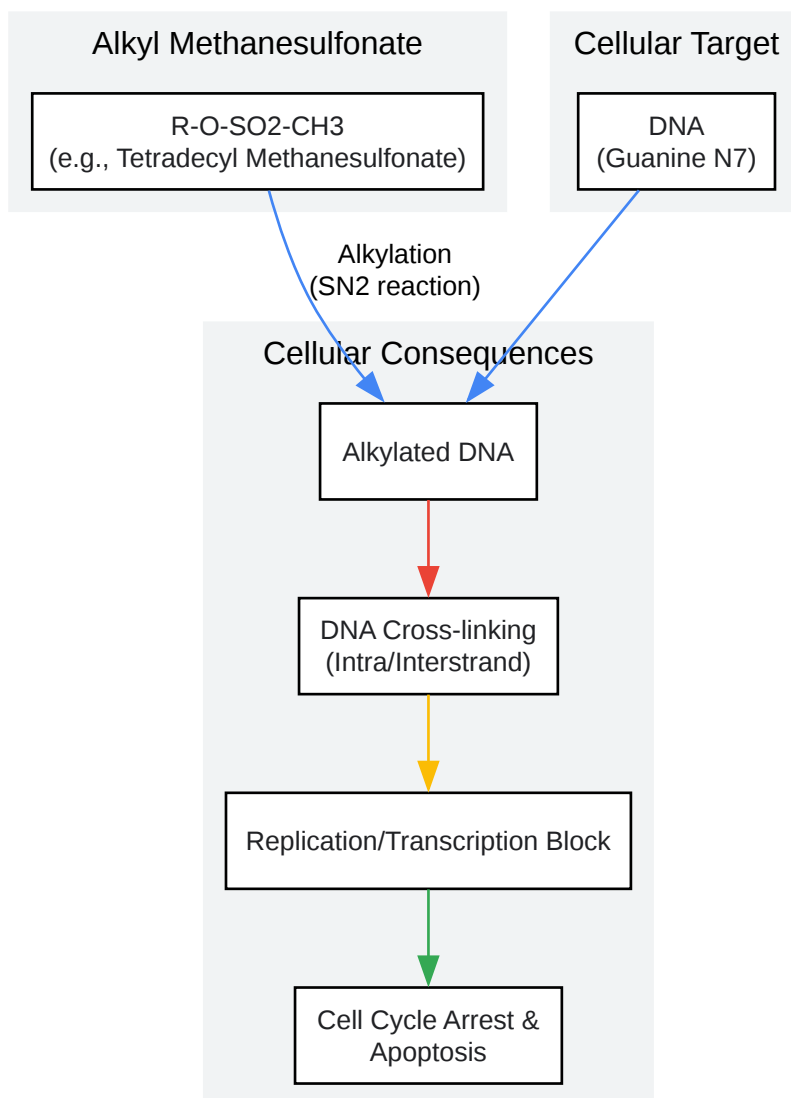 Alkyl Methanesulfonate
R-O-SO2-CH3
(e.g., Tetradecyl Methanesulfonate)
Cellular Target
DNA
(Guanine N7)
Alkylation
(SN2 reaction)
Cellular Consequences
Alkylated DNA
DNA Cross-linking
(Intra/Interstrand)
Replication/Transcription Block
Cell Cycle Arrest &
Apoptosis